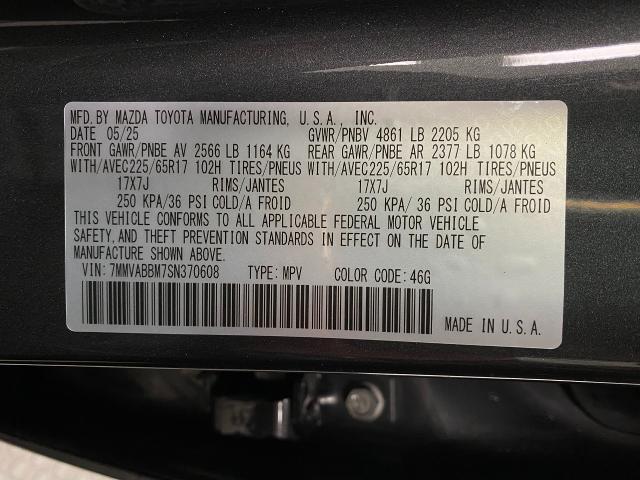 MFD. BY MAZDA TOYOTA MANUFACTURING, U.S.A., INC.
DATE 05/25 GVWR/PNBV 4861 LB 2205 KG
FRONT GAWR/PNBE AV 2566 LB 1164 KG REAR GAWR/PNBE AR 2377 LB 1078 KG
WITH/AVEC225/65R17 102H TIRES/PNEUS WITH/AVEC225/65R17 102H TIRES/PNEUS
17X7J RIMS/JANTES 17X7J RIMS/JANTES
250 KPA/36 PSI COLD/A FROID 250 KPA/36 PSI COLD/A FROID
THIS VEHICLE CONFORMS TO ALL APPLICABLE FEDERAL MOTOR VEHICLE
SAFETY, AND THEFT PREVENTION STANDARDS IN EFFECT ON THE DATE OF
MANUFACTURE SHOWN ABOVE.
VIN: 7MMVABBM7SN370608 TYPE: MPV COLOR CODE: 46G
MADE IN U.S.A.